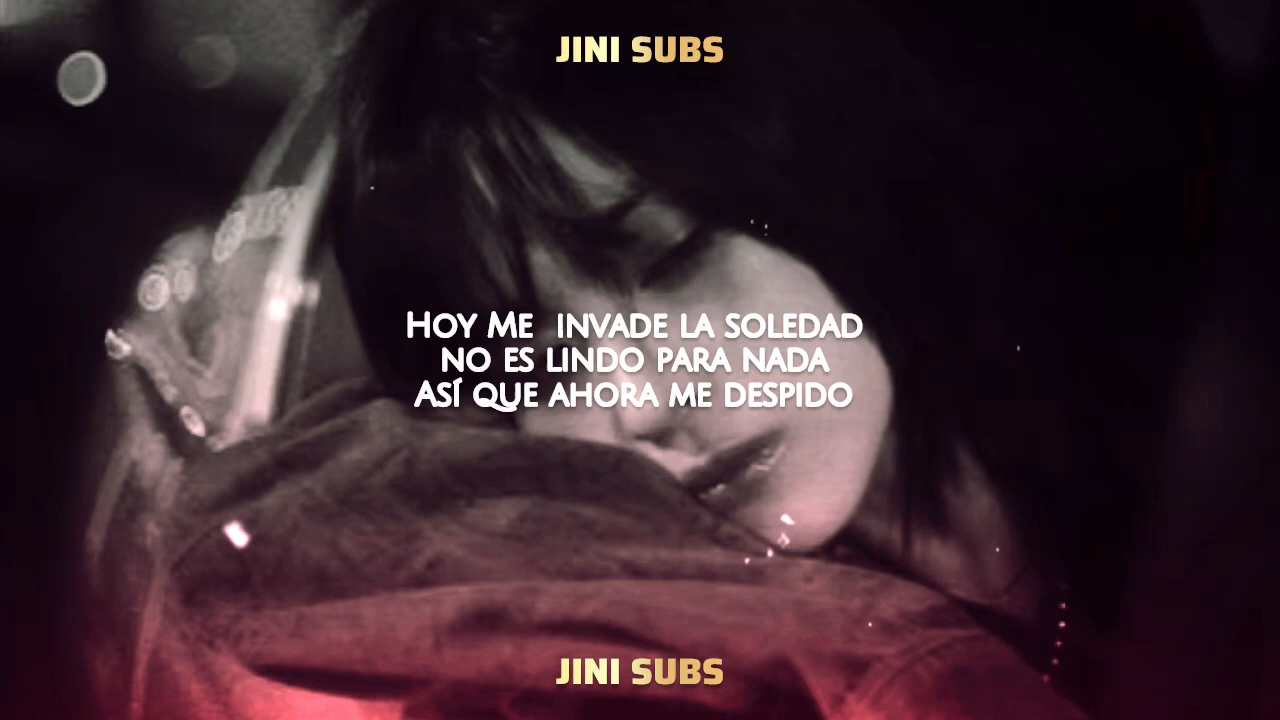 JINI SUBS
HOY ME INVADE LA SOLEDAD
NO ES LINDO PARA NADA
ASÍ QUE AHORA ME DESPIDO
JINI SUBS